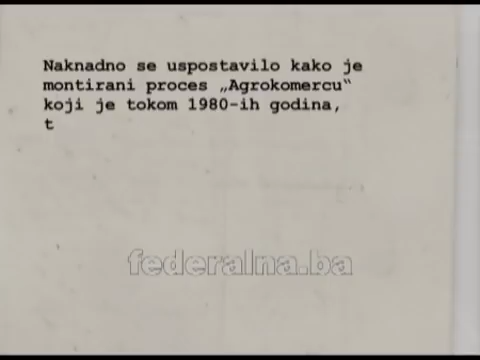 Naknadno se uspostavilo kako je
montirani proces „Agrokomercu“
koji je tokom 1980-ih godina,
t
federalna.ba